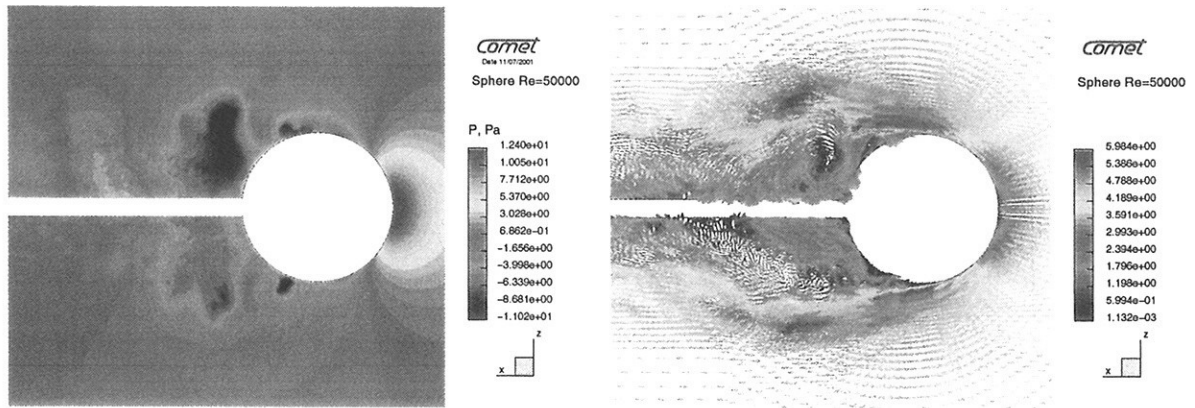 Comet
Date 11/07/2001
Sphere Re=50000
P, Pa
1.240e+01
1.005e+01
7.712e+00
5.370e+00
3.028e+00
6.862e-01
-1.656e+00
-3.998e+00
-6.339e+00
-8.681e+00
-1.102e+01
z
x
Comet
Sphere Re=50000
5.984e+00
5.386e+00
4.788e+00
4.189e+00
3.591e+00
2.993e+00
2.394e+00
1.796e+00
1.198e+00
5.994e-01
1.132e-03
z
x